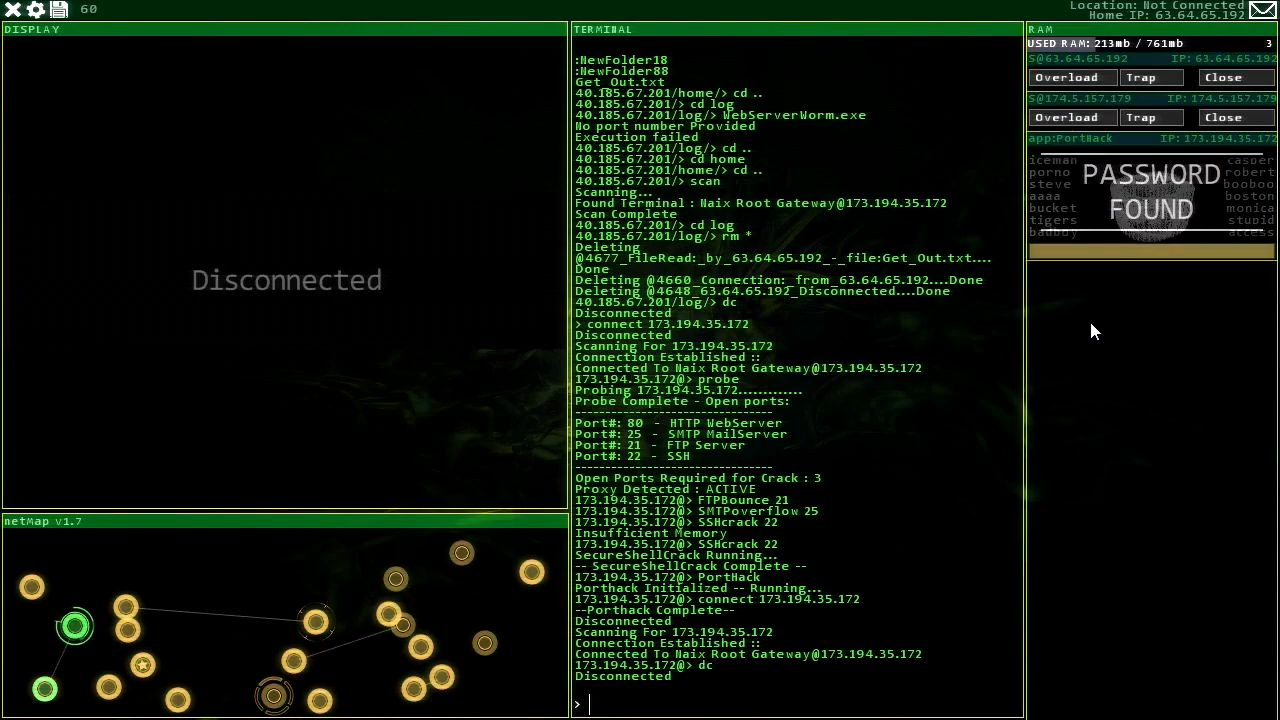 60
Location: Not Connected
Home IP: 63.64.65.192
DISPLAY
Disconnected
netMap v1.7
TERMINAL
:NewFolder18
:NewFolder88
Get_Out.txt
40.185.67.201/home/> cd ..
40.185.67.201/> cd log
40.185.67.201/log/> WebServerWorm.exe
No port number Provided
Execution failed
40.185.67.201/log/> cd ..
40.185.67.201/> cd home
40.185.67.201/home/> cd ..
40.185.67.201/> scan
Scanning...
Found Terminal : Naix Root Gateway@173.194.35.172
Scan Complete
40.185.67.201/> cd log
40.185.67.201/log/> rm *
Deleting
@4677_FileRead:_by_63.64.65.192_-_file:Get_Out.txt....
Done
Deleting @4660_Connection:_from_63.64.65.192....Done
Deleting @4648_63.64.65.192_Disconnected....Done
40.185.67.201/log/> dc
Disconnected
> connect 173.194.35.172
Disconnected
Scanning For 173.194.35.172
Connection Established ::
Connected To Naix Root Gateway@173.194.35.172
173.194.35.172@> probe
Probing 173.194.35.172.............
Probe Complete - Open ports:
---------------------------------
Port#: 80 - HTTP WebServer
Port#: 25 - SMTP MailServer
Port#: 21 - FTP Server
Port#: 22 - SSH
---------------------------------
Open Ports Required for Crack : 3
Proxy Detected : ACTIVE
173.194.35.172@> FTPBounce 21
173.194.35.172@> SMTPoverflow 25
173.194.35.172@> SSHcrack 22
Insufficient Memory
173.194.35.172@> SSHcrack 22
SecureShellCrack Running...
-- SecureShellCrack Complete --
173.194.35.172@> PortHack
Porthack Initialized -- Running...
173.194.35.172@> connect 173.194.35.172
--Porthack Complete--
Disconnected
Scanning For 173.194.35.172
Connection Established ::
Connected To Naix Root Gateway@173.194.35.172
173.194.35.172@> dc
Disconnected
>
RAM
USED RAM: 213mb / 761mb 3
S@63.64.65.192 IP: 63.64.65.192
Overload Trap Close
S@174.5.157.179 IP: 174.5.157.179
Overload Trap Close
app:PortHack IP: 173.194.35.172
PASSWORD
FOUND
iceman casper
porno robert
steve booboo
aaaa boston
bucket monica
tigers stupid
badboy access